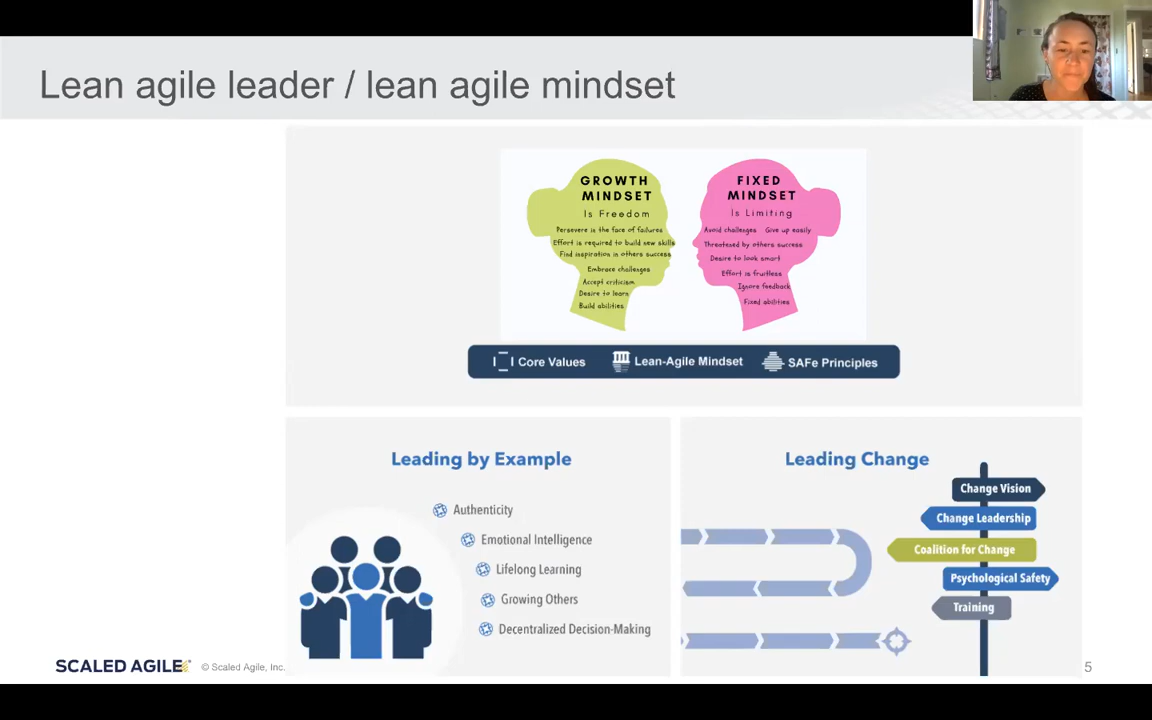 Lean agile leader / lean agile mindset
GROWTH
MINDSET
Is Freedom
Persevere in the face of failures
Effort is required to build new skills
Find inspiration in others success
Embrace challenges
Accept criticism
Desire to learn
Build abilities
FIXED
MINDSET
Is Limiting
Avoid challenges Give up easily
Threatened by others success
Desire to look smart
Effort is fruitless
Ignore feedback
Fixed abilities
Core Values Lean-Agile Mindset SAFe Principles
Leading by Example
Authenticity
Emotional Intelligence
Lifelong Learning
Growing Others
Decentralized Decision-Making
Leading Change
Change Vision
Change Leadership
Coalition for Change
Psychological Safety
Training
SCALED AGILE © Scaled Agile, Inc.
5